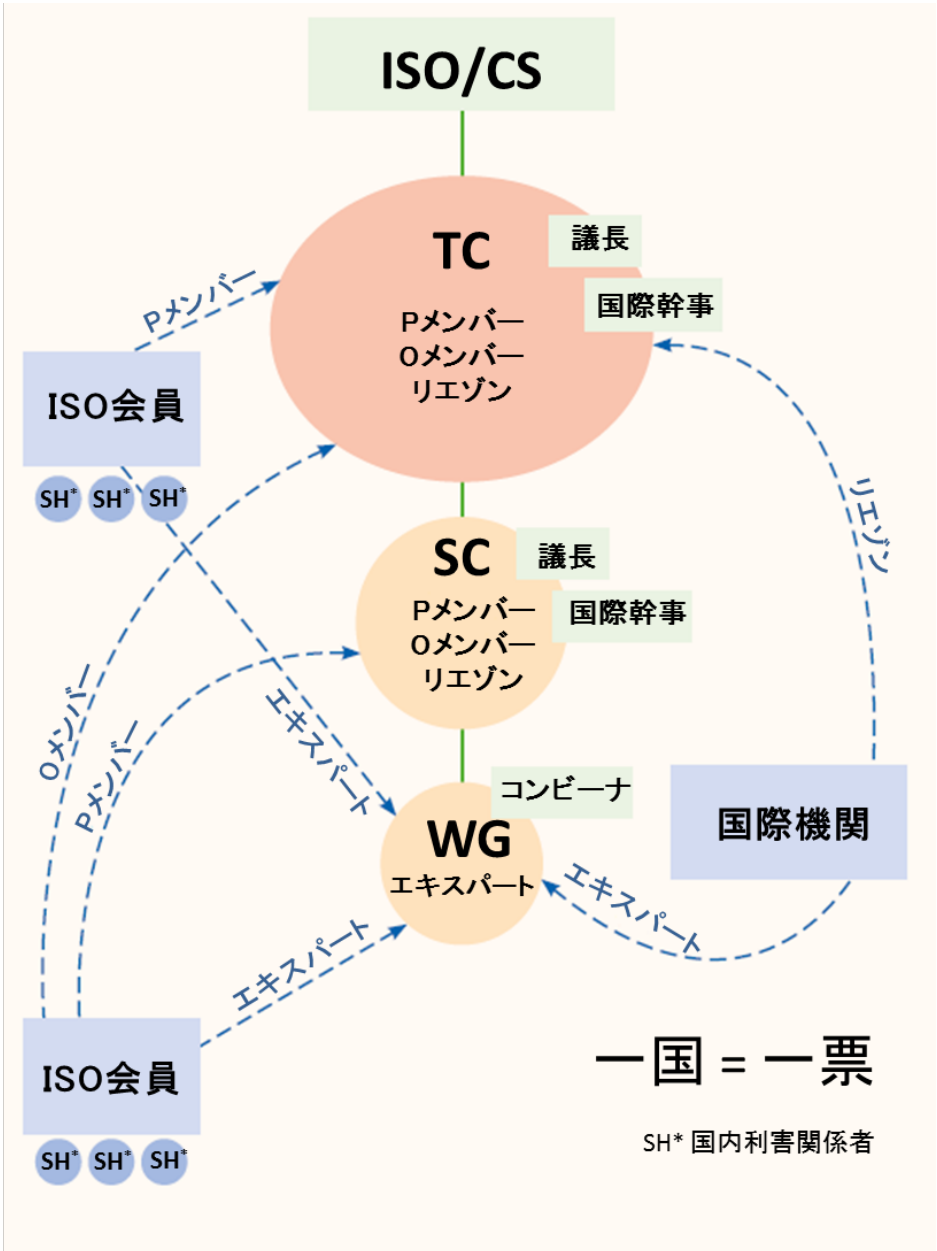 ISO/CS
TC
議長
国際幹事
Pメンバー
Oメンバー
リエゾン
Pメンバー
ISO会員
SH* SH* SH*
リエゾン
SC
議長
国際幹事
Pメンバー
Oメンバー
リエゾン
Oメンバー
Pメンバー
エキスパート
コンビーナ
WG
エキスパート
国際機関
エキスパート
エキスパート
ISO会員
SH* SH* SH*
一国 = 一票
SH* 国内利害関係者